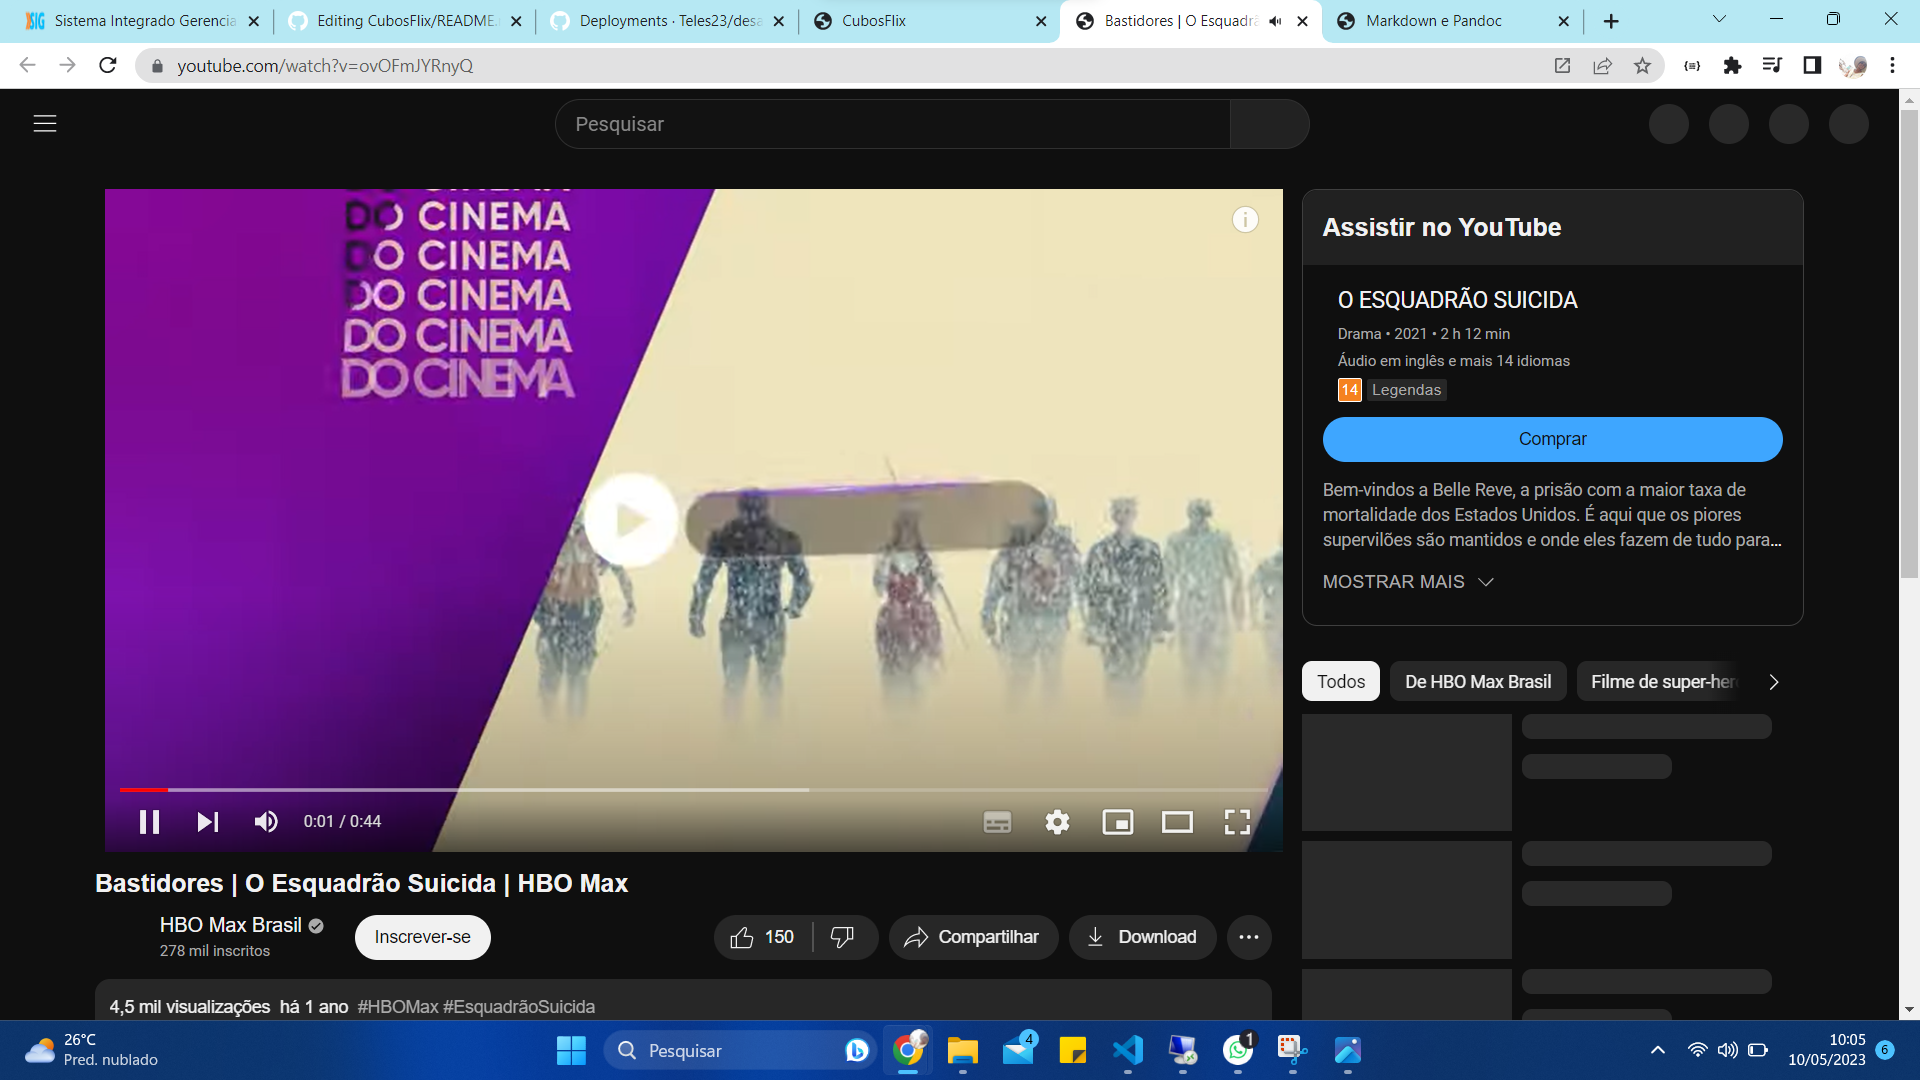 Sistema Integrado Gerencia
Editing CubosFlix/README.
Deployments · Teles23/desa
CubosFlix
Bastidores | O Esquadrã
Markdown e Pandoc
youtube.com/watch?v=ovOFmJYRnyQ
Pesquisar
DO CINEMA
DO CINEMA
DO CINEMA
DO CINEMA
DO CINEMA
Assistir no YouTube
O ESQUADRÃO SUICIDA
Drama • 2021 • 2 h 12 min
Áudio em inglês e mais 14 idiomas
14 Legendas
Comprar
Bem-vindos a Belle Reve, a prisão com a maior taxa de
mortalidade dos Estados Unidos. É aqui que os piores
supervilões são mantidos e onde eles fazem de tudo para...
MOSTRAR MAIS
Todos
De HBO Max Brasil
Filme de super-her
0:01 / 0:44
Bastidores | O Esquadrão Suicida | HBO Max
HBO Max Brasil
278 mil inscritos
Inscrever-se
150
Compartilhar
Download
4,5 mil visualizações há 1 ano #HBOMax #EsquadrãoSuicida
26°C
Pred. nublado
Pesquisar
4
1
10:05
10/05/2023
6